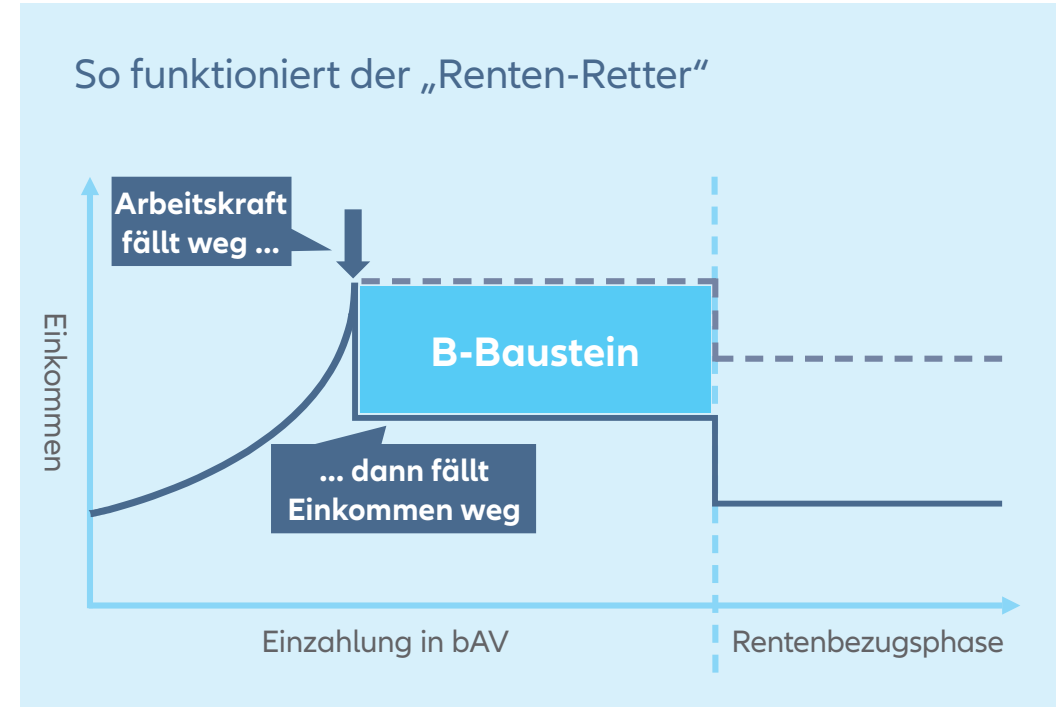 So funktioniert der „Renten-Retter“
Arbeitskraft
fällt weg ...
Einkommen
B-Baustein
... dann fällt
Einkommen weg
Einzahlung in bAV
Rentenbezugsphase